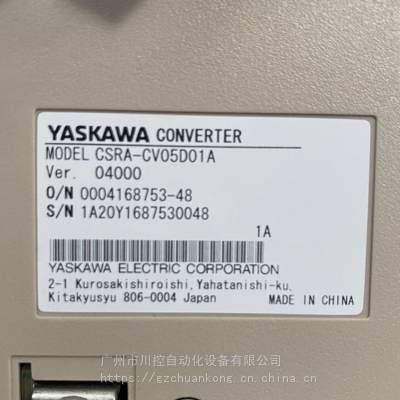 YASKAWA CONVERTER
MODEL CSRA-CV05D01A
Ver. 04000
O/N 0004168753-48
S/N 1A20Y1687530048
1A
YASKAWA ELECTRIC CORPORATION
2-1 Kurosakishiroishi, Yahatanishi-ku,
Kitakyusyu 806-0004 Japan MADE IN CHINA
广州市川控自动化设备有限公司
https://gzchuankong.cn.china.cn